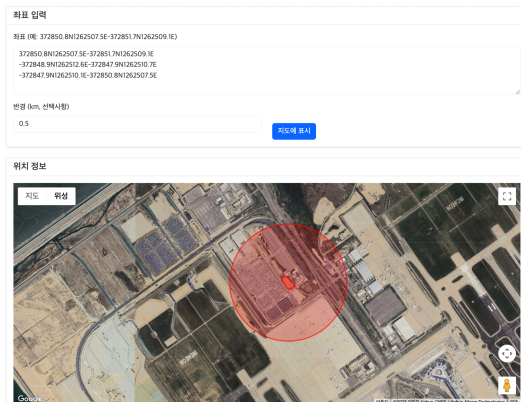 좌표 입력
좌표 (예: 372850.8N1262507.5E-372851.7N1262509.1E)
372850.8N1262507.5E-372851.7N1262509.1E
-372848.9N1262512.6E-372847.9N1262510.7E
-372847.9N1262510.1E-372850.8N1262507.5E
반경 (km, 선택사항)
0.5
지도에 표시
위치 정보
지도 위성
INCHEON
INCHEON
Google